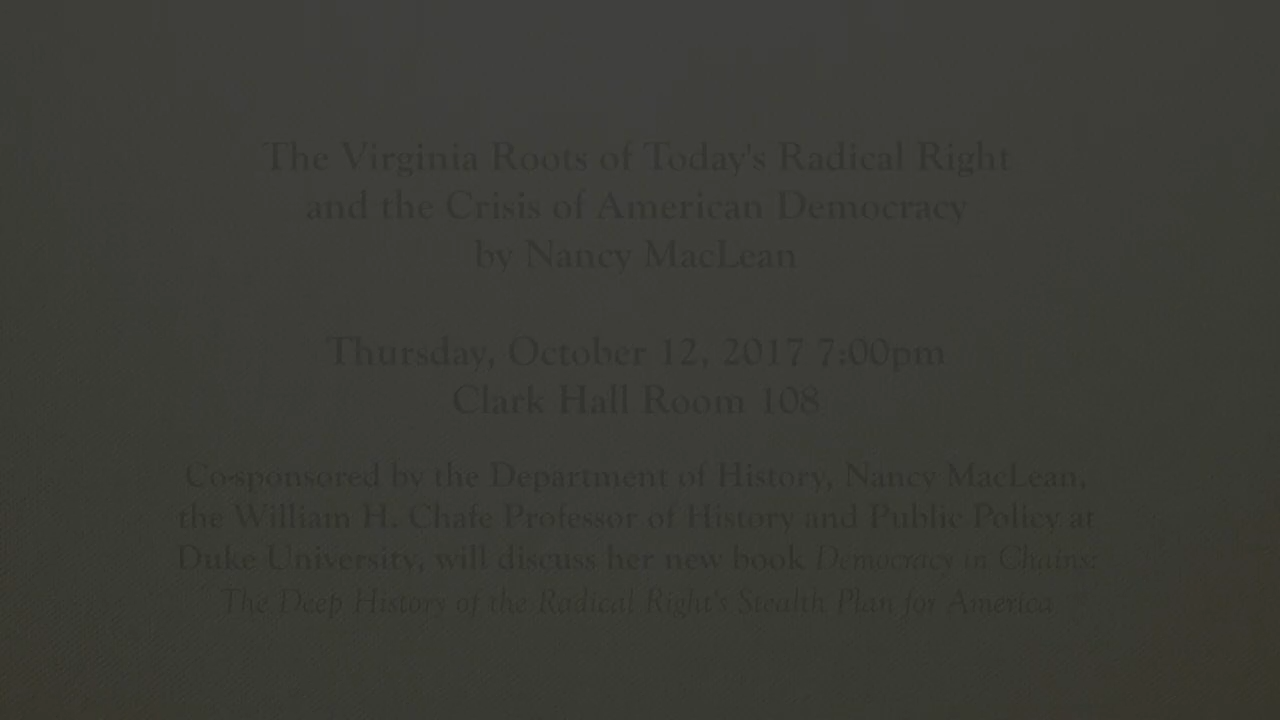 The Virginia Roots of Today's Radical Right
and the Crisis of American Democracy
by Nancy MacLean
Thursday, October 12, 2017 7:00pm
Clark Hall Room 108
Co-sponsored by the Department of History, Nancy MacLean,
the William H. Chafe Professor of History and Public Policy at
Duke University, will discuss her new book Democracy in Chains:
The Deep History of the Radical Right's Stealth Plan for America